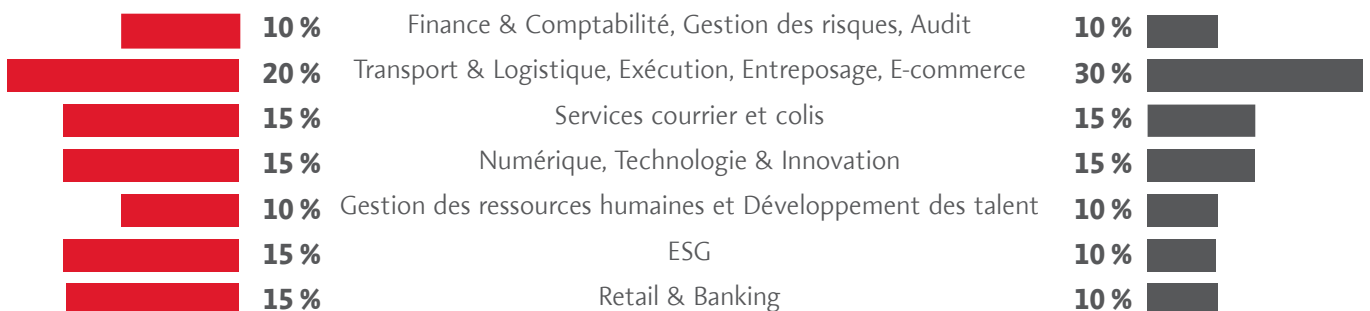 10 % Finance & Comptabilité, Gestion des risques, Audit 10 %
20 % Transport & Logistique, Exécution, Entreposage, E-commerce 30 %
15 % Services courrier et colis 15 %
15 % Numérique, Technologie & Innovation 15 %
10 % Gestion des ressources humaines et Développement des talent 10 %
15 % ESG 10 %
15 % Retail & Banking 10 %